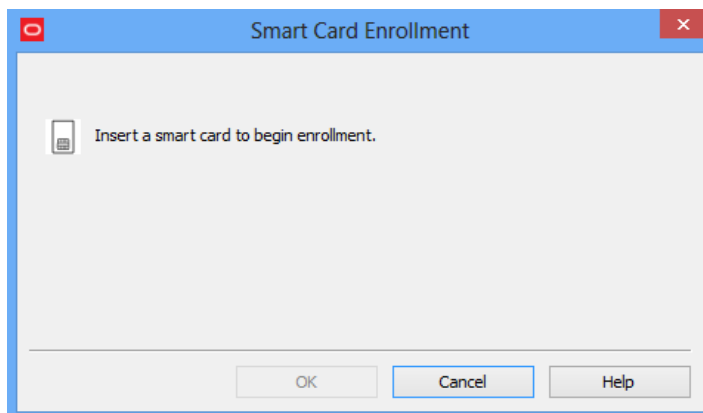 Smart Card Enrollment
Insert a smart card to begin enrollment.
OK Cancel Help